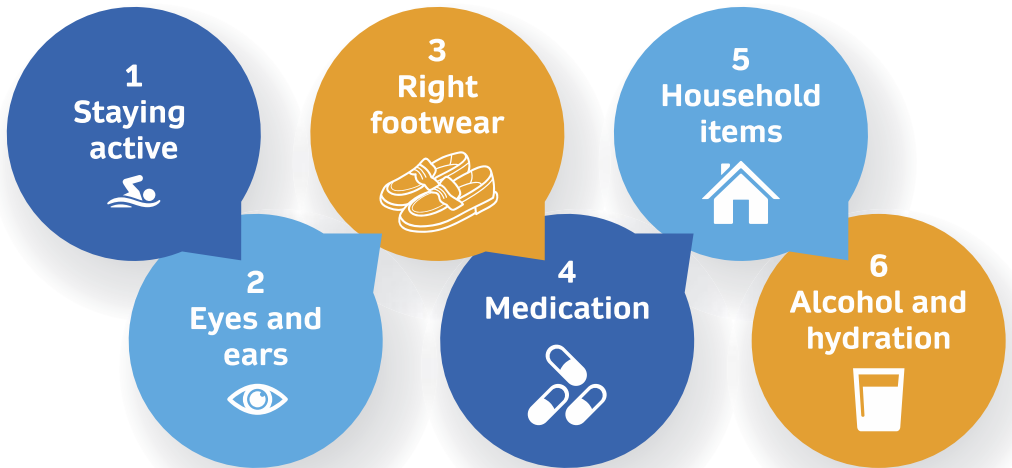 1
Staying
active
2
Eyes and
ears
3
Right
footwear
4
Medication
5
Household
items
6
Alcohol and
hydration